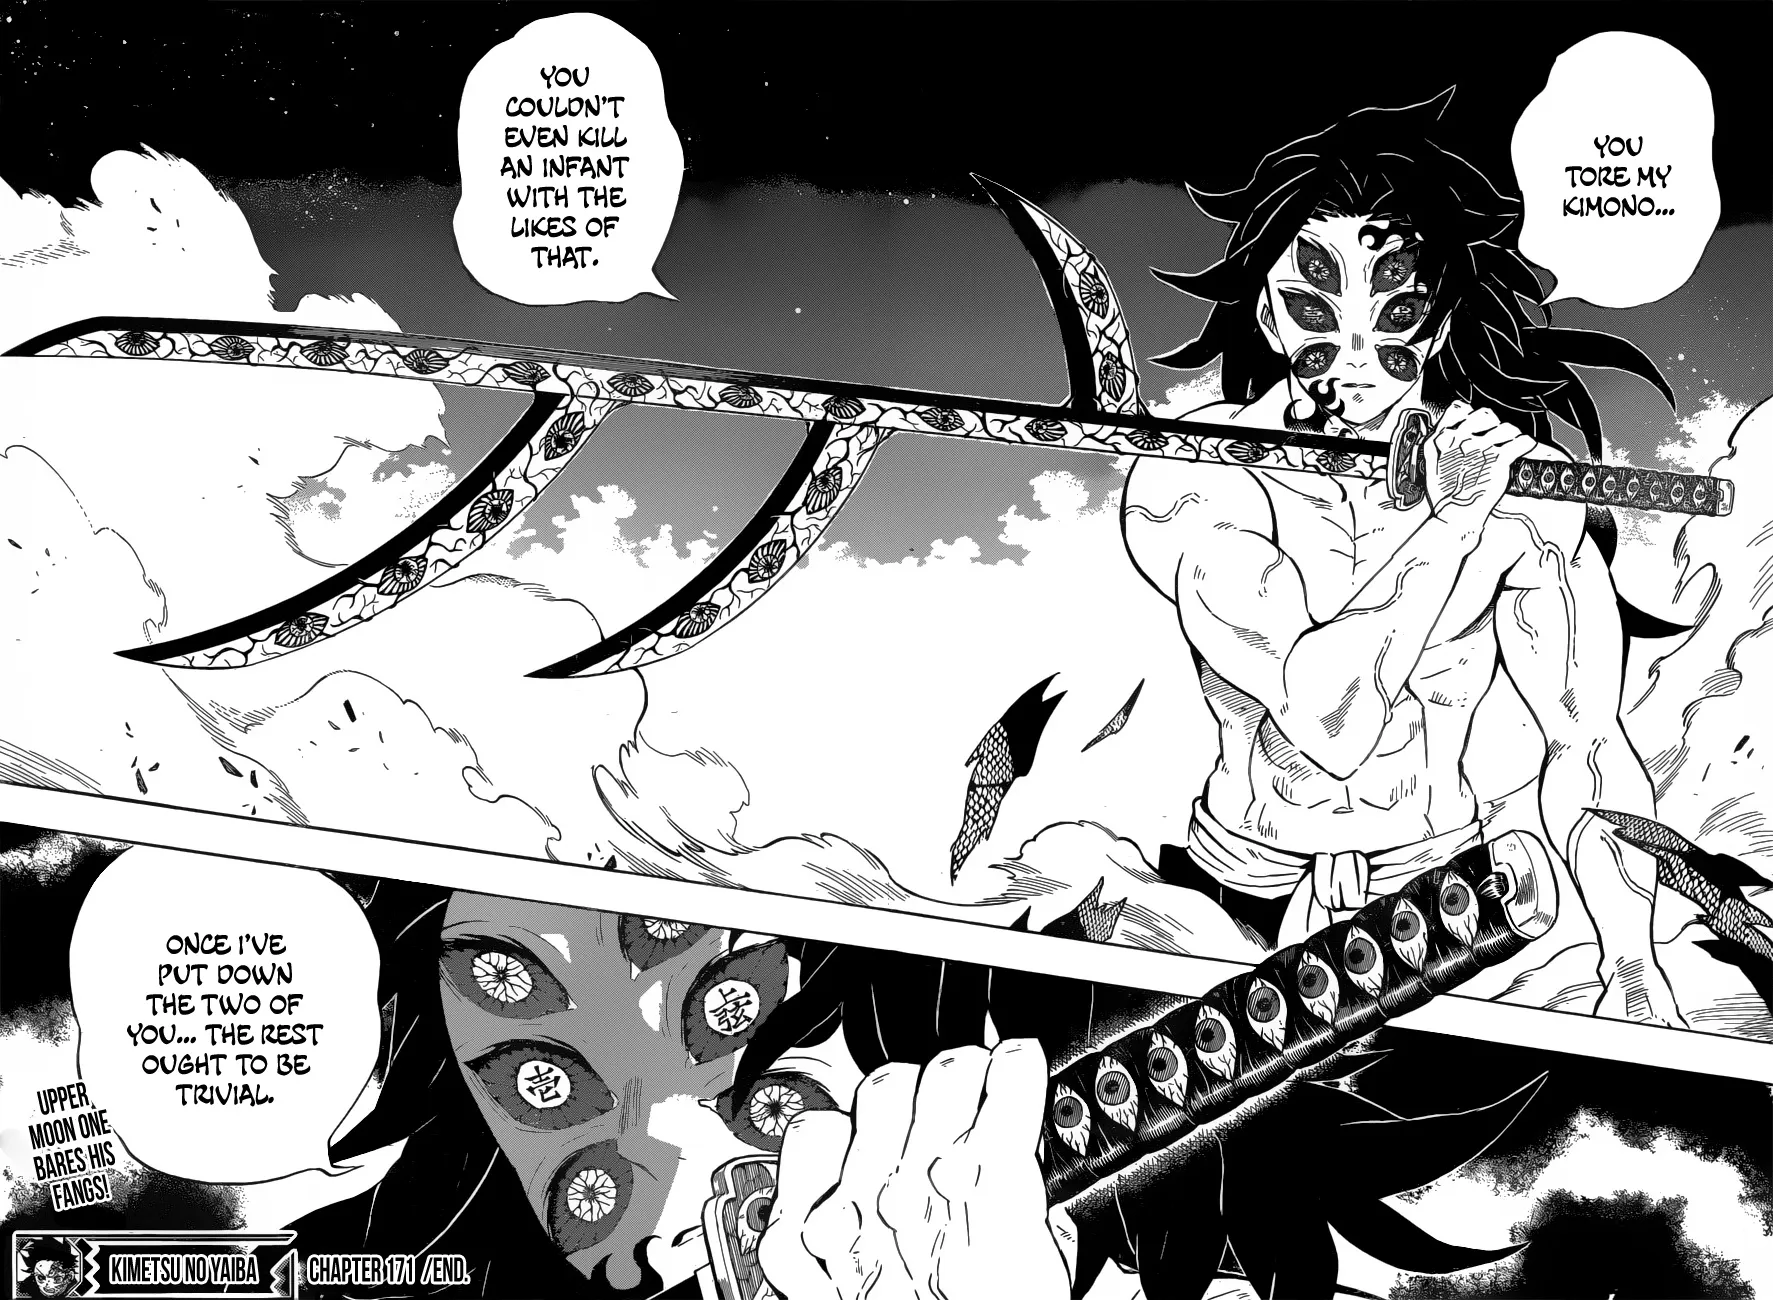 YOU
TORE MY
KIMONO...
YOU
COULDN'T
EVEN KILL
AN INFANT
WITH THE
LIKES OF
THAT.
上弦
壱
ONCE I'VE
PUT DOWN
THE TWO OF
YOU... THE REST
OUGHT TO BE
TRIVIAL.
UPPER
MOON ONE
BARES HIS
FANGS!
KIMETSU NO YAIBA
CHAPTER 171 /END.